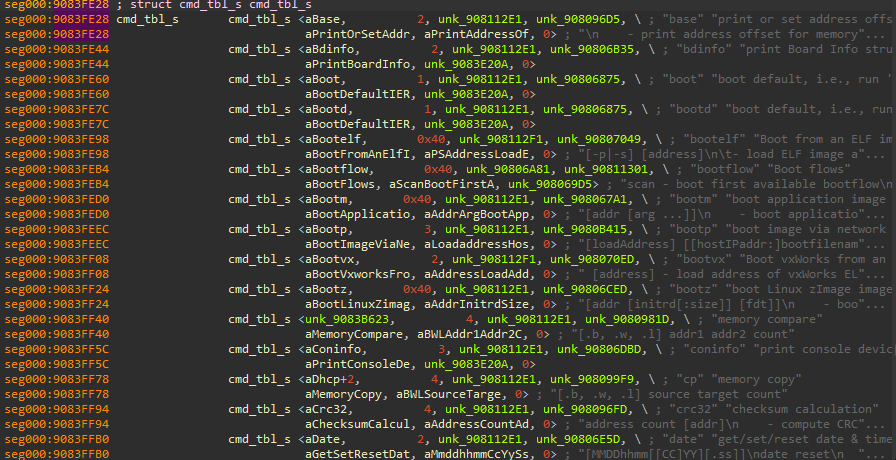 seg000:9083FE28 ; struct cmd_tbl_s cmd_tbl_s
seg000:9083FE28 cmd_tbl_s cmd_tbl_s <aBase, 2, unk_908112E1, unk_908096D5, \ ; "base" "print or set address offs
seg000:9083FE28 aPrintOrSetAddr, aPrintAddressOf, 0> ; "\n    - print address offset for memory"...
seg000:9083FE44 cmd_tbl_s <aBdinfo, 2, unk_908112E1, unk_90806B35, \ ; "bdinfo" "print Board Info stru
seg000:9083FE44 aPrintBoardInfo, unk_9083E20A, 0>
seg000:9083FE60 cmd_tbl_s <aBoot, 1, unk_908112E1, unk_90806875, \ ; "boot" "boot default, i.e., run '
seg000:9083FE60 aBootDefaultIER, unk_9083E20A, 0>
seg000:9083FE7C cmd_tbl_s <aBootd, 1, unk_908112E1, unk_90806875, \ ; "bootd" "boot default, i.e., run
seg000:9083FE7C aBootDefaultIER, unk_9083E20A, 0>
seg000:9083FE98 cmd_tbl_s <aBootelf, 0x40, unk_908112F1, unk_90807049, \ ; "bootelf" "Boot from an ELF im
seg000:9083FE98 aBootFromAnElfI, aPSAddressLoadE, 0> ; "[-p|-s] [address]\n\t- load ELF image a"...
seg000:9083FEB4 cmd_tbl_s <aBootflow, 0x40, unk_90806A81, unk_90811301, \ ; "bootflow" "Boot flows"
seg000:9083FEB4 aBootFlows, aScanBootFirstA, unk_908069D5> ; "scan - boot first available bootflow\n
seg000:9083FED0 cmd_tbl_s <aBootm, 0x40, unk_908112E1, unk_908067A1, \ ; "bootm" "boot application image
seg000:9083FED0 aBootApplicatio, aAddrArgBootApp, 0> ; "[addr [arg ...]]\n    - boot applicatio"...
seg000:9083FEEC cmd_tbl_s <aBootp, 3, unk_908112E1, unk_9080B415, \ ; "bootp" "boot image via network
seg000:9083FEEC aBootImageViaNe, aLoadaddressHos, 0> ; "[loadAddress] [[hostIPaddr:]bootfilenam"...
seg000:9083FF08 cmd_tbl_s <aBootvx, 2, unk_908112F1, unk_908070ED, \ ; "bootvx" "Boot vxWorks from an
seg000:9083FF08 aBootVxworksFro, aAddressLoadAdd, 0> ; " [address] - load address of vxWorks EL"...
seg000:9083FF24 cmd_tbl_s <aBootz, 0x40, unk_908112E1, unk_90806CED, \ ; "bootz" "boot Linux zImage image
seg000:9083FF24 aBootLinuxZimag, aAddrInitrdSize, 0> ; "[addr [initrd[:size]] [fdt]]\n    - boo"...
seg000:9083FF40 cmd_tbl_s <unk_9083B623, 4, unk_908112E1, unk_9080981D, \ ; "memory compare"
seg000:9083FF40 aMemoryCompare, aBWLAddr1Addr2C, 0> ; "[.b, .w, .l] addr1 addr2 count"
seg000:9083FF5C cmd_tbl_s <aConinfo, 3, unk_908112E1, unk_90806DBD, \ ; "coninfo" "print console devic
seg000:9083FF5C aPrintConsoleDe, unk_9083E20A, 0>
seg000:9083FF78 cmd_tbl_s <aDhcp+2, 4, unk_908112E1, unk_908099F9, \ ; "cp" "memory copy"
seg000:9083FF78 aMemoryCopy, aBWLSourceTarge, 0> ; "[.b, .w, .l] source target count"
seg000:9083FF94 cmd_tbl_s <aCrc32, 4, unk_908112E1, unk_908096FD, \ ; "crc32" "checksum calculation"
seg000:9083FF94 aChecksumCalcul, aAddressCountAd, 0> ; "address count [addr]\n    - compute CRC"...
seg000:9083FFB0 cmd_tbl_s <aDate, 2, unk_908112E1, unk_90806E5D, \ ; "date" "get/set/reset date & time
seg000:9083FFB0 aGetSetResetDat, aMmddhhmmCcYySs, 0> ; "[MMDDhhmm[[CC]YY][.ss]]\ndate reset\n  "...